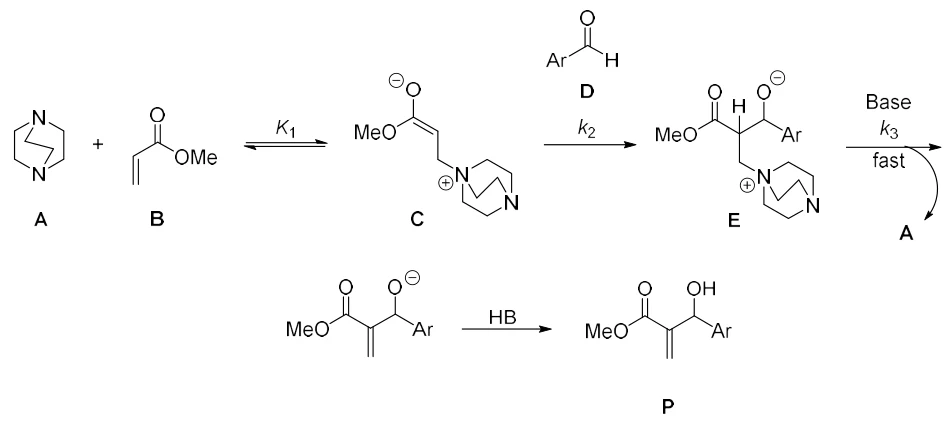 O
Ar H
D
N
N
A
+
O
OMe
B
K1
⊖
O
MeO
N
⊕
N
C
k2
O H O ⊖
MeO Ar
N
⊕
N
E
Base
k3
fast
A
O O ⊖
MeO Ar
HB
O OH
MeO Ar
P